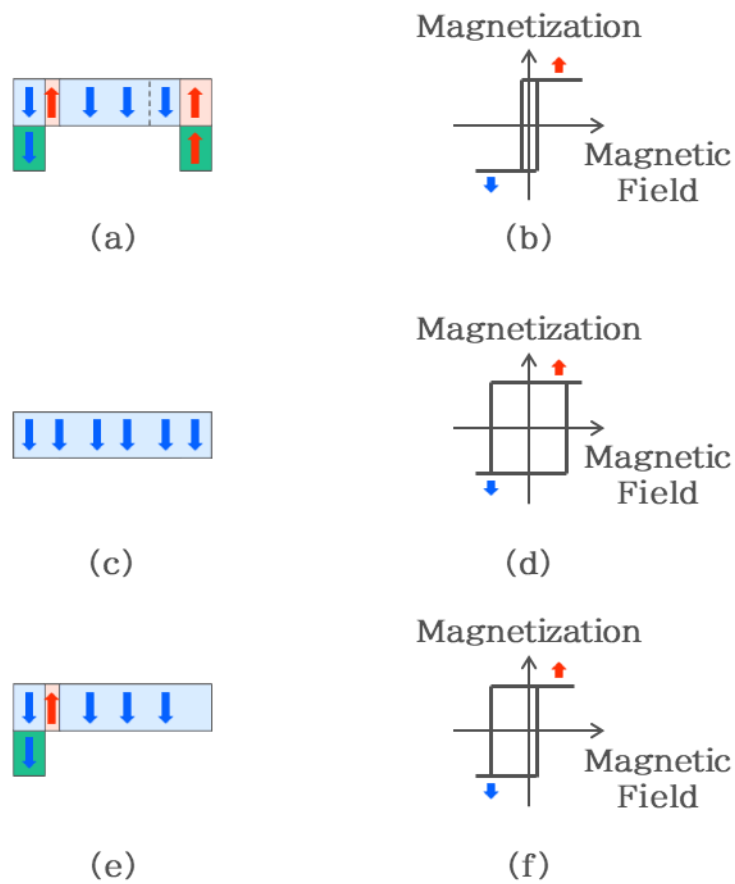 Magnetization
Magnetic
Field
(a)
(b)
Magnetization
Magnetic
Field
(c)
(d)
Magnetization
Magnetic
Field
(e)
(f)